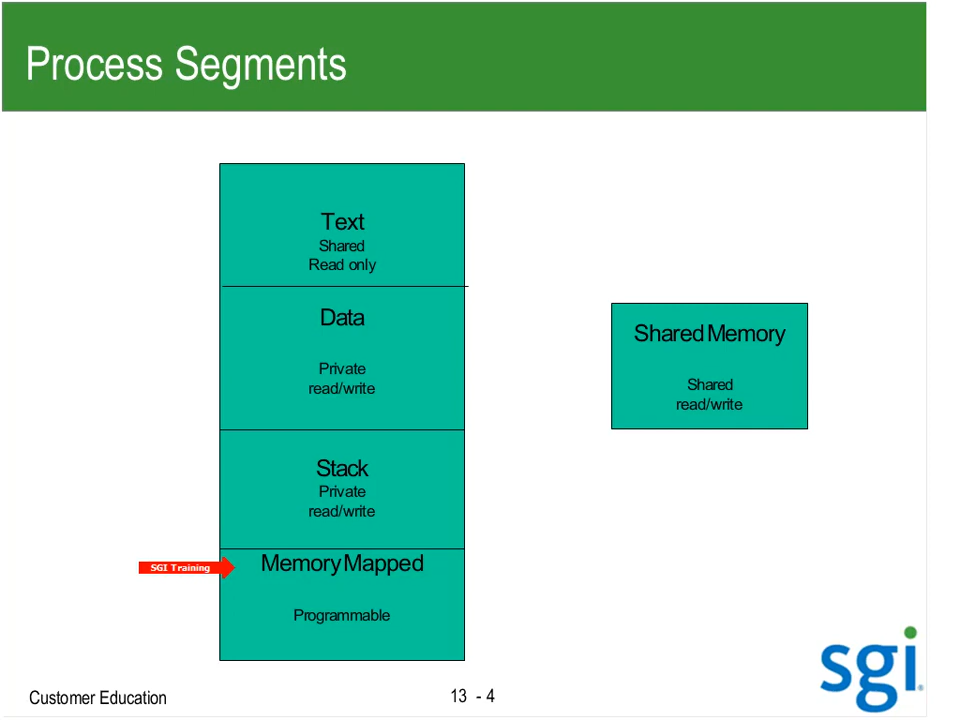 Process Segments
Text
Shared
Read only
Data
Private
read/write
Shared Memory
Shared
read/write
Stack
Private
read/write
SGI Training
Memory Mapped
Programmable
sgi
Customer Education
13 - 4